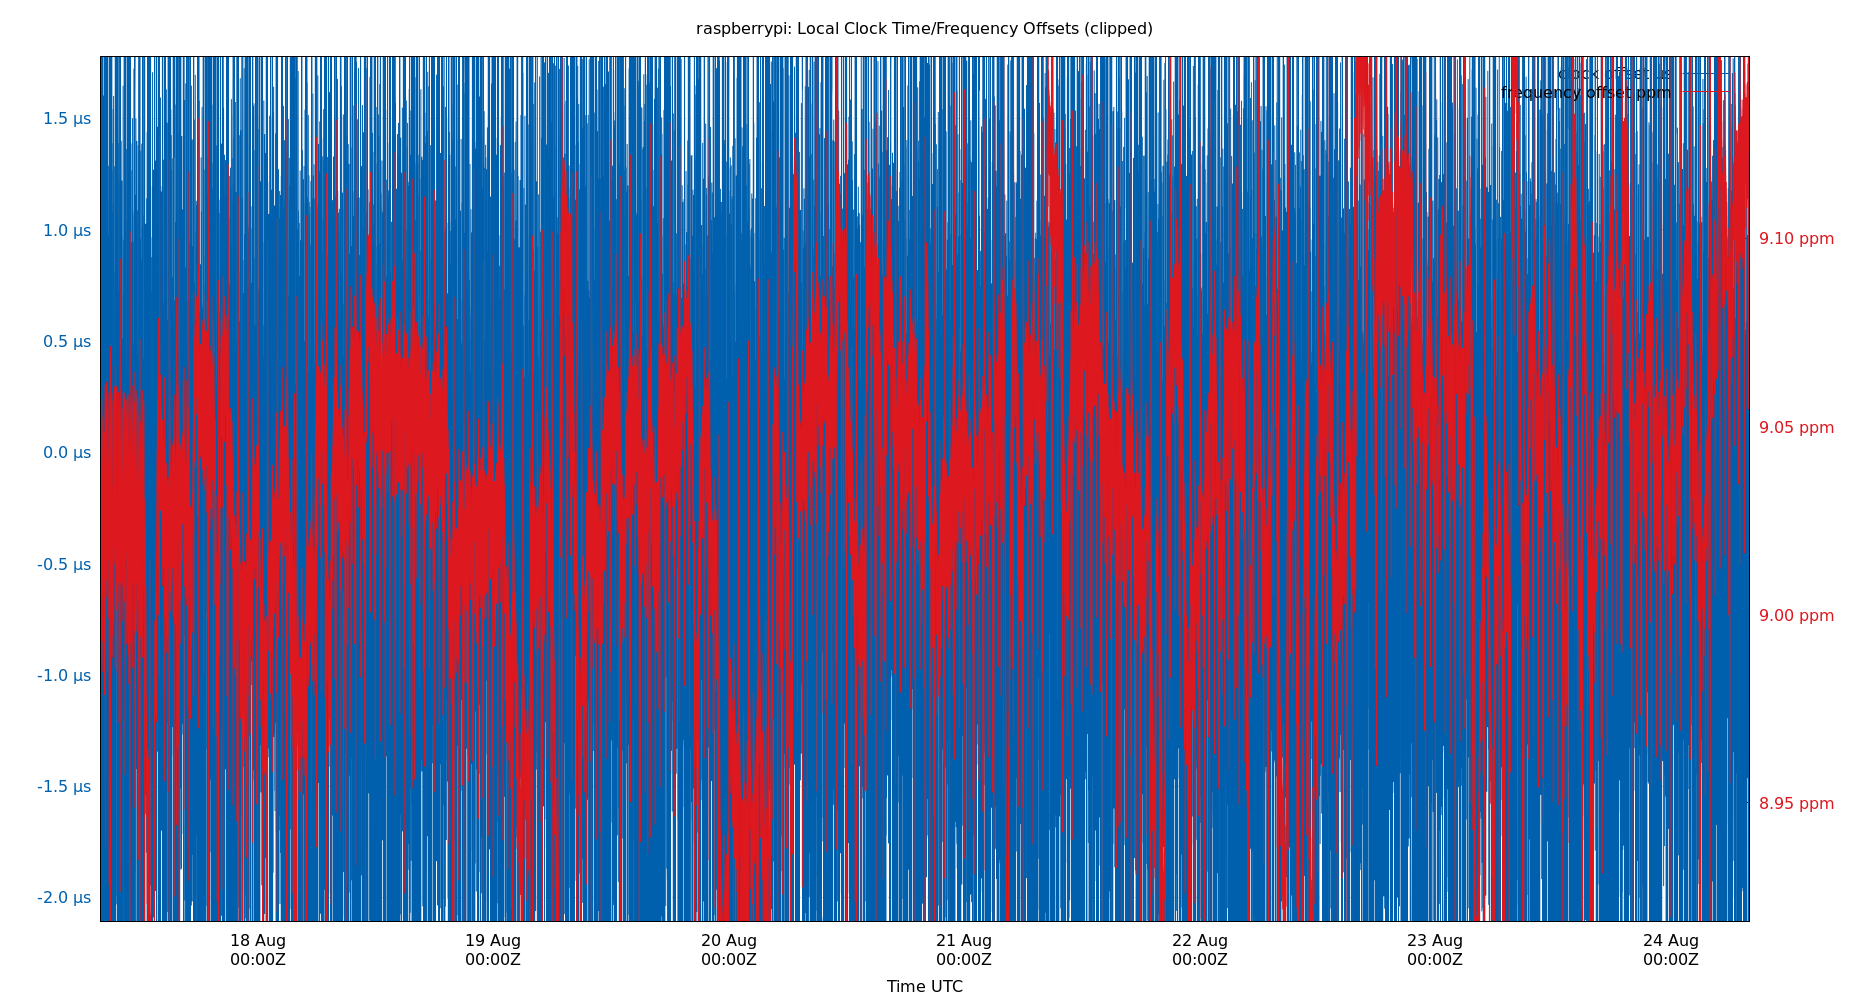 raspberrypi: Local Clock Time/Frequency Offsets (clipped)
clock offset µs
frequency offset ppm
1.5 µs
1.0 µs
0.5 µs
0.0 µs
-0.5 µs
-1.0 µs
-1.5 µs
-2.0 µs
9.10 ppm
9.05 ppm
9.00 ppm
8.95 ppm
18 Aug
00:00Z
19 Aug
00:00Z
20 Aug
00:00Z
21 Aug
00:00Z
22 Aug
00:00Z
23 Aug
00:00Z
24 Aug
00:00Z
Time UTC